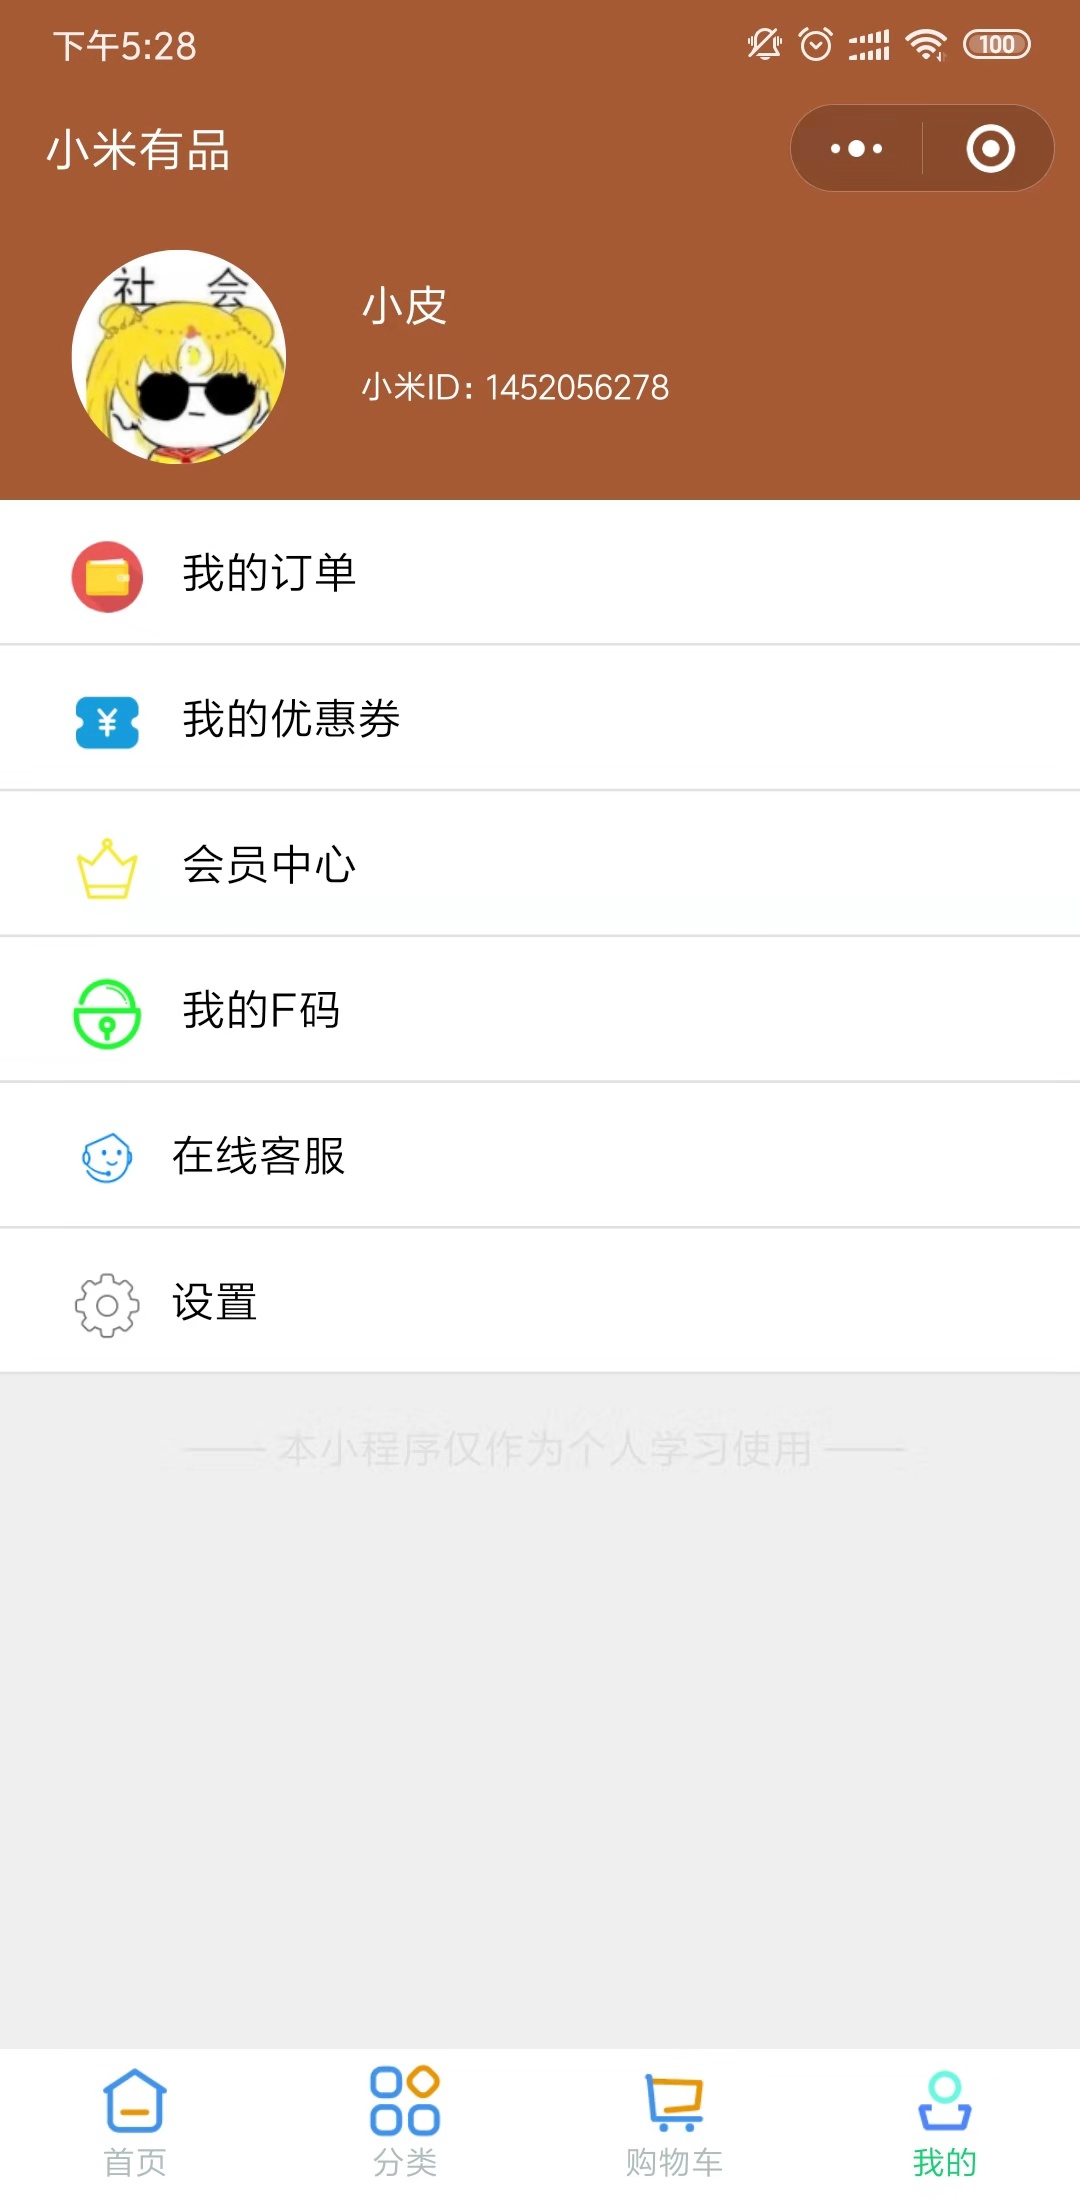 下午5:28
100
小米有品
社 会
小皮
小米ID: 1452056278
我的订单
¥
我的优惠券
会员中心
我的F码
在线客服
设置
本小程序仅作为个人学习使用
首页
分类
购物车
我的